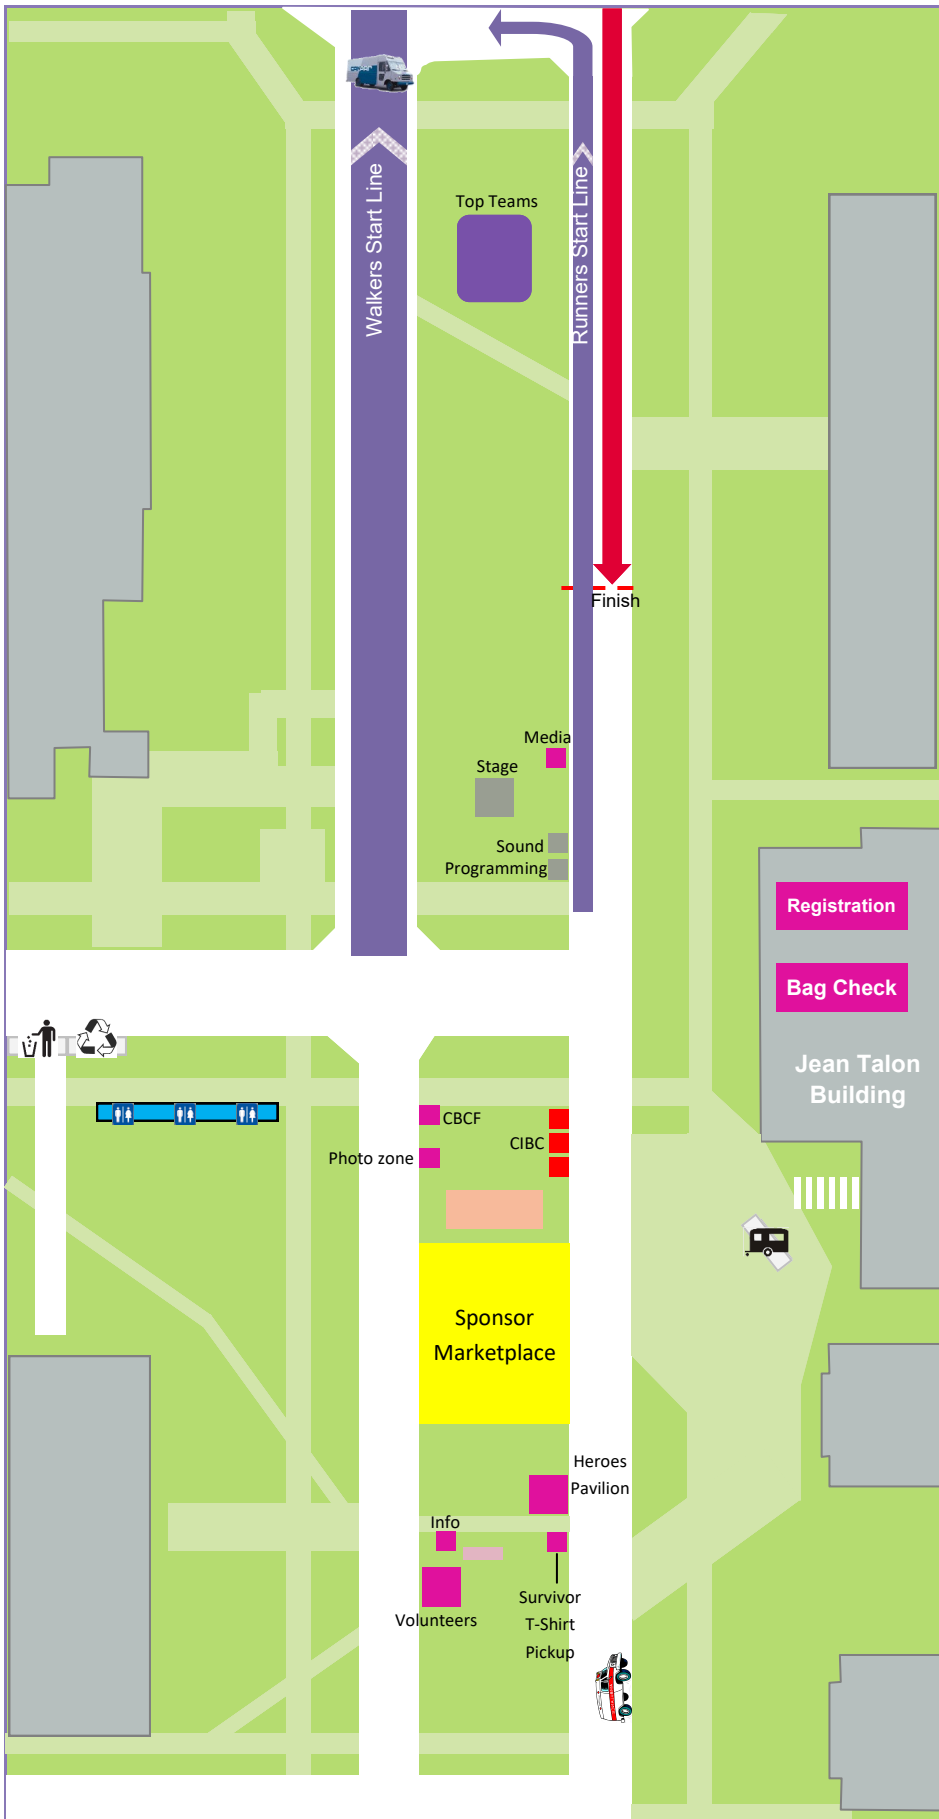 Top Teams
Walkers Start Line
Runners Start Line
Finish
Media
Stage
Sound
Programming
Registration
Bag Check
Jean Talon
Building
CBCF
CIBC
Photo zone
Sponsor
Marketplace
Heroes
Pavilion
Info
Survivor
T-Shirt
Pickup
Volunteers